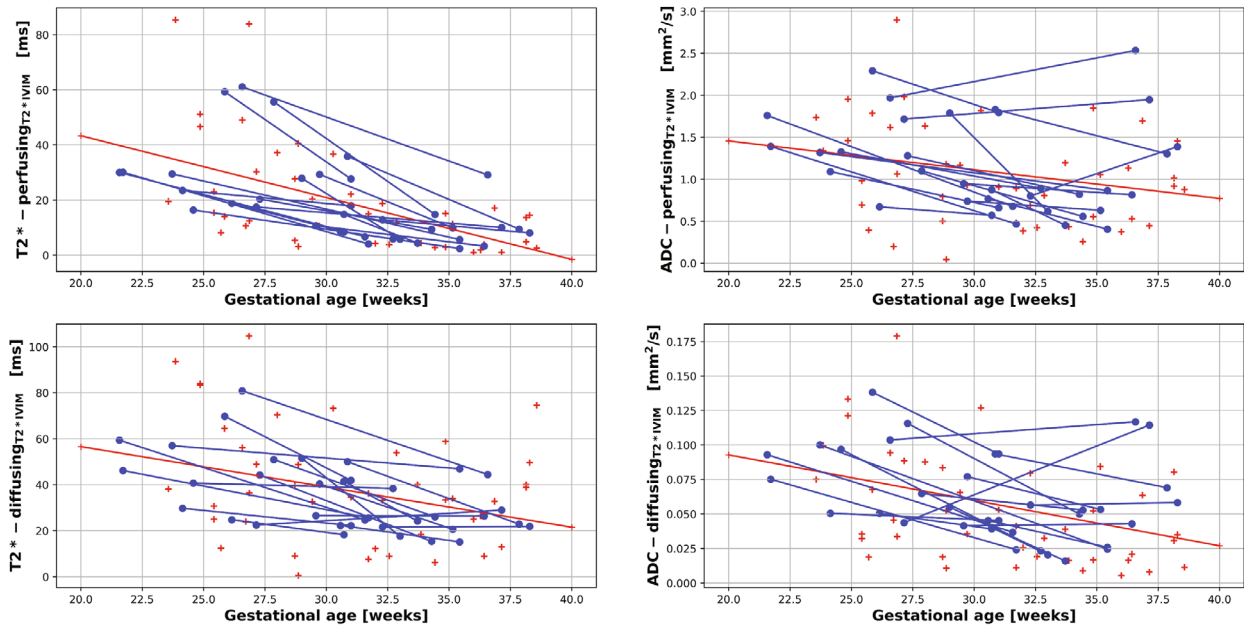 T2* − perfusing_T2*IVIM [ms]
80
60
40
20
0
20.0 22.5 25.0 27.5 30.0 32.5 35.0 37.5 40.0
Gestational age [weeks]
ADC − perfusing_T2*IVIM [mm²/s]
3.0
2.5
2.0
1.5
1.0
0.5
0.0
20.0 22.5 25.0 27.5 30.0 32.5 35.0 37.5 40.0
Gestational age [weeks]
T2* − diffusing_T2*IVIM [ms]
100
80
60
40
20
0
20.0 22.5 25.0 27.5 30.0 32.5 35.0 37.5 40.0
Gestational age [weeks]
ADC − diffusing_T2*IVIM [mm²/s]
0.175
0.150
0.125
0.100
0.075
0.050
0.025
0.000
20.0 22.5 25.0 27.5 30.0 32.5 35.0 37.5 40.0
Gestational age [weeks]